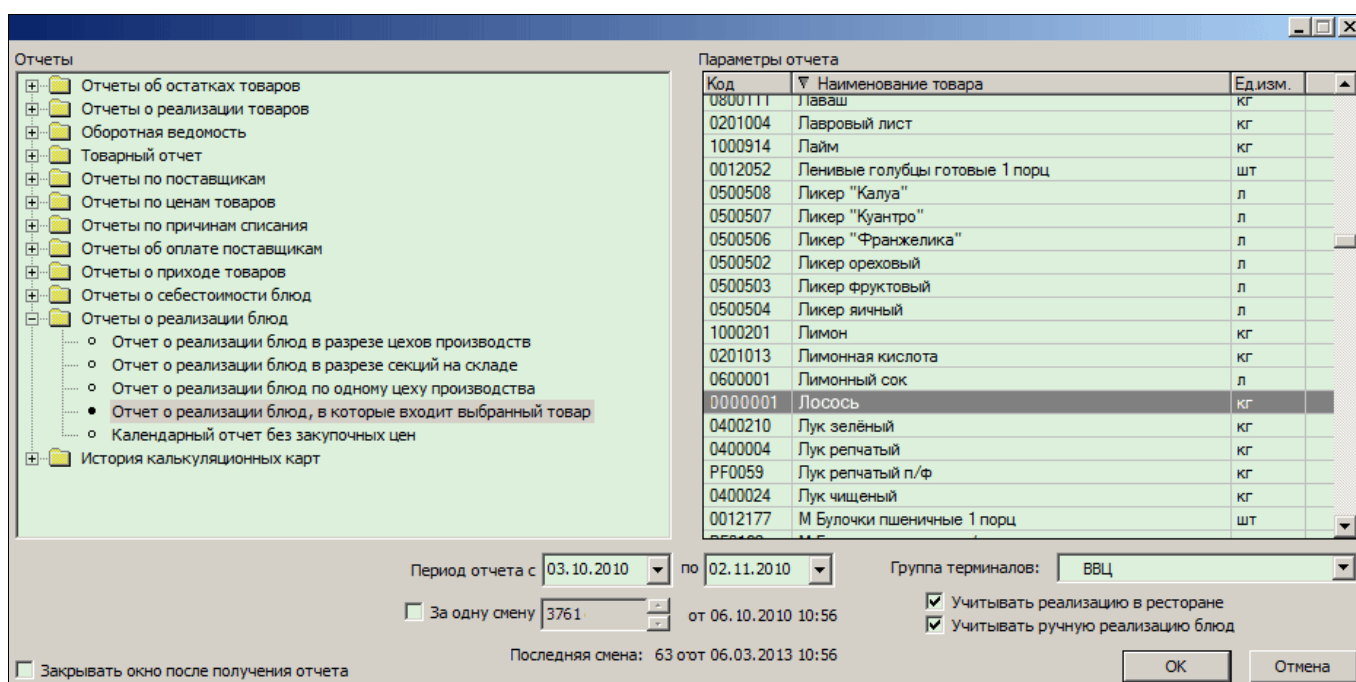 Отчеты
Отчеты об остатках товаров
Отчеты о реализации товаров
Оборотная ведомость
Товарный отчет
Отчеты по поставщикам
Отчеты по ценам товаров
Отчеты по причинам списания
Отчеты об оплате поставщикам
Отчеты о приходе товаров
Отчеты о себестоимости блюд
Отчеты о реализации блюд
Отчет о реализации блюд в разрезе цехов производств
Отчет о реализации блюд в разрезе секций на складе
Отчет о реализации блюд по одному цеху производства
Отчет о реализации блюд, в которые входит выбранный товар
Календарный отчет без закупочных цен
История калькуляционных карт
Параметры отчета
Код Наименование товара Ед.изм.
0800111 Лаваш кг
0201004 Лавровый лист кг
1000914 Лайм кг
0012052 Ленивые голубцы готовые 1 порц шт
0500508 Ликер "Калуа" л
0500507 Ликер "Куантро" л
0500506 Ликер "Франжелика" л
0500502 Ликер ореховый л
0500503 Ликер фруктовый л
0500504 Ликер яичный л
1000201 Лимон кг
0201013 Лимонная кислота кг
0600001 Лимонный сок л
0000001 Лосось кг
0400210 Лук зелёный кг
0400004 Лук репчатый кг
PF0059 Лук репчатый п/ф кг
0400024 Лук чищеный кг
0012177 М Булочки пшеничные 1 порц шт
Период отчета с 03.10.2010 по 02.11.2010 Группа терминалов: ВВЦ
За одну смену 3761 от 06.10.2010 10:56
Учитывать реализацию в ресторане
Учитывать ручную реализацию блюд
Последняя смена: 63 от 06.03.2013 10:56
Закрывать окно после получения отчета
ОК Отмена